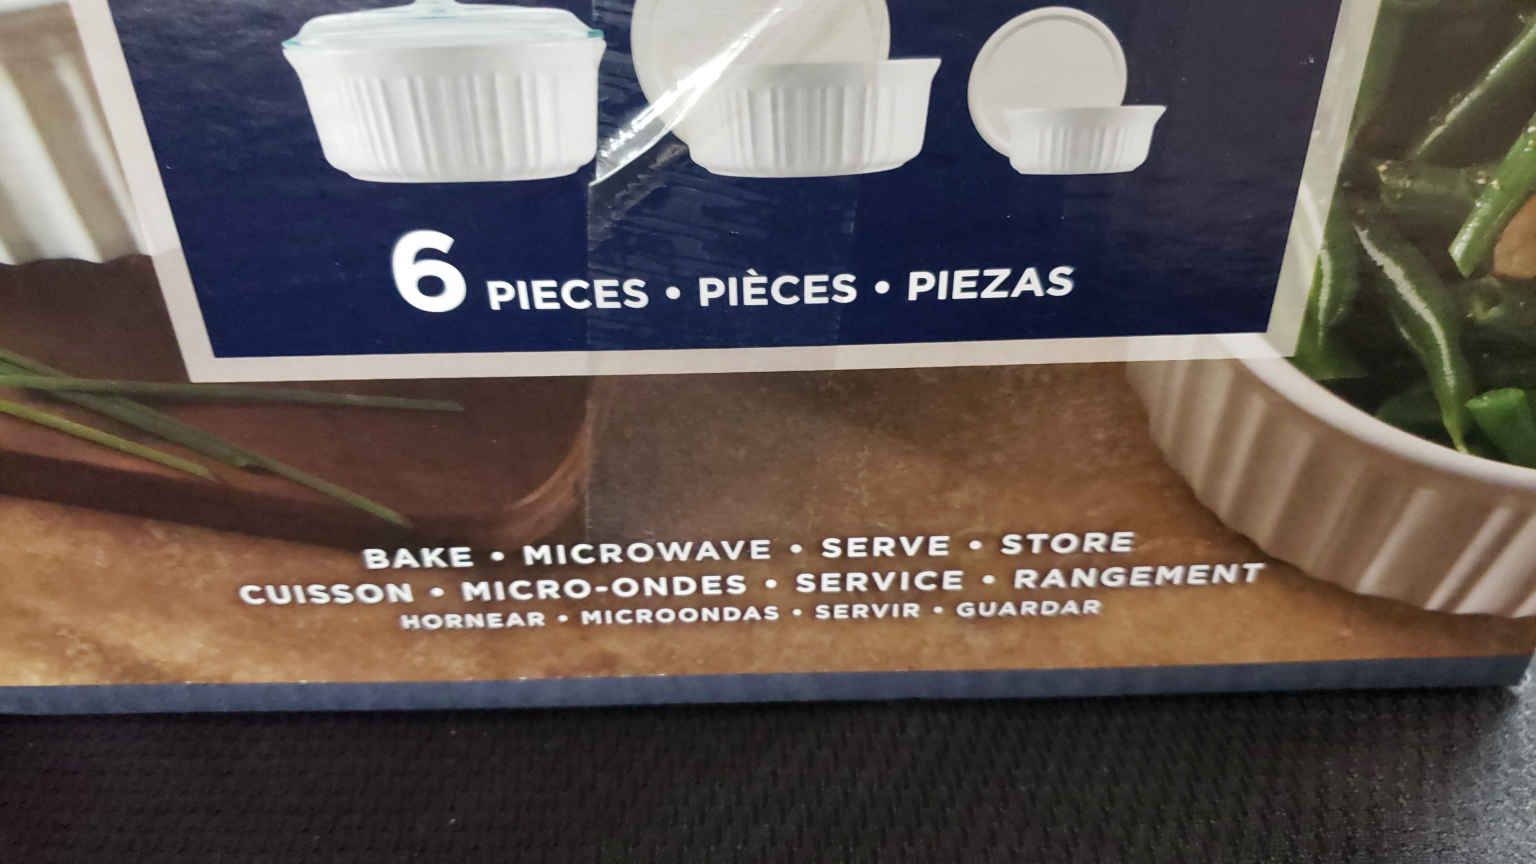 6 PIECES • PIÈCES • PIEZAS
BAKE • MICROWAVE • SERVE • STORE
CUISSON • MICRO-ONDES • SERVICE • RANGEMENT
HORNEAR • MICROONDAS • SERVIR • GUARDAR